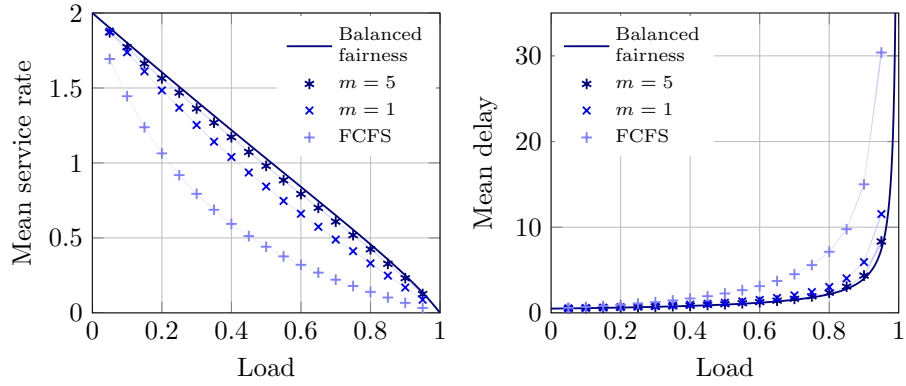 2
1.5
1
0.5
0
0
0.2
0.4
0.6
0.8
1
Load
Mean service rate
Balanced
fairness
m = 5
m = 1
FCFS
30
20
10
0
0
0.2
0.4
0.6
0.8
1
Load
Mean delay
Balanced
fairness
m = 5
m = 1
FCFS